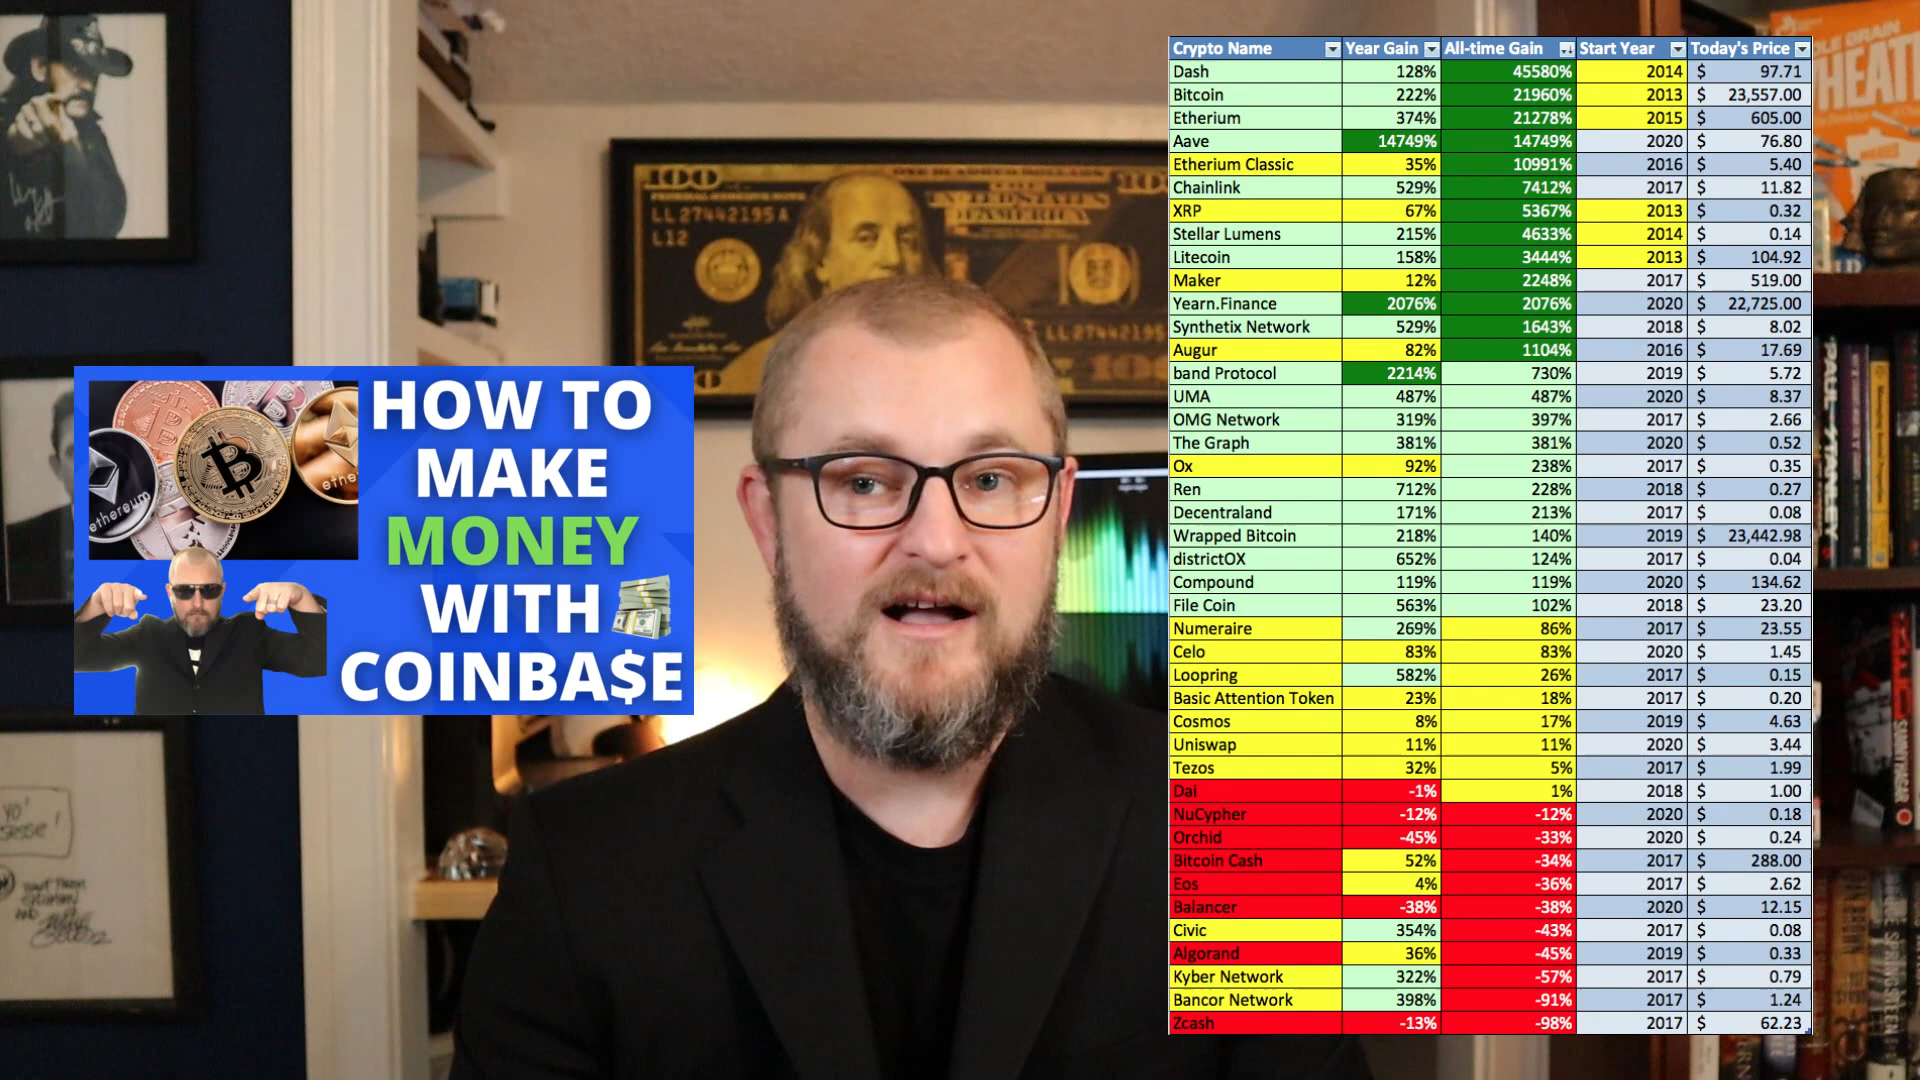 HOW TO
MAKE
MONEY
WITH
COINBA$E
ethereum
ethe
100
LL 27442195 A
L12
LL 27442195
100
YO'
Crypto Name Year Gain All-time Gain Start Year Today's Price
Dash 128% 45580% 2014 $ 97.71
Bitcoin 222% 21960% 2013 $ 23,557.00
Etherium 374% 21278% 2015 $ 605.00
Aave 14749% 14749% 2020 $ 76.80
Etherium Classic 35% 10991% 2016 $ 5.40
Chainlink 529% 7412% 2017 $ 11.82
XRP 67% 5367% 2013 $ 0.32
Stellar Lumens 215% 4633% 2014 $ 0.14
Litecoin 158% 3444% 2013 $ 104.92
Maker 12% 2248% 2017 $ 519.00
Yearn.Finance 2076% 2076% 2020 $ 22,725.00
Synthetix Network 529% 1643% 2018 $ 8.02
Augur 82% 1104% 2016 $ 17.69
band Protocol 2214% 730% 2019 $ 5.72
UMA 487% 487% 2020 $ 8.37
OMG Network 319% 397% 2017 $ 2.66
The Graph 381% 381% 2020 $ 0.52
Ox 92% 238% 2017 $ 0.35
Ren 712% 228% 2018 $ 0.27
Decentraland 171% 213% 2017 $ 0.08
Wrapped Bitcoin 218% 140% 2019 $ 23,442.98
districtOX 652% 124% 2017 $ 0.04
Compound 119% 119% 2020 $ 134.62
File Coin 563% 102% 2018 $ 23.20
Numeraire 269% 86% 2017 $ 23.55
Celo 83% 83% 2020 $ 1.45
Loopring 582% 26% 2017 $ 0.15
Basic Attention Token 23% 18% 2017 $ 0.20
Cosmos 8% 17% 2019 $ 4.63
Uniswap 11% 11% 2020 $ 3.44
Tezos 32% 5% 2017 $ 1.99
Dai -1% 1% 2018 $ 1.00
NuCypher -12% -12% 2020 $ 0.18
Orchid -45% -33% 2020 $ 0.24
Bitcoin Cash 52% -34% 2017 $ 288.00
Eos 4% -36% 2017 $ 2.62
Balancer -38% -38% 2020 $ 12.15
Civic 354% -43% 2017 $ 0.08
Algorand 36% -45% 2019 $ 0.33
Kyber Network 322% -57% 2017 $ 0.79
Bancor Network 398% -91% 2017 $ 1.24
Zcash -13% -98% 2017 $ 62.23